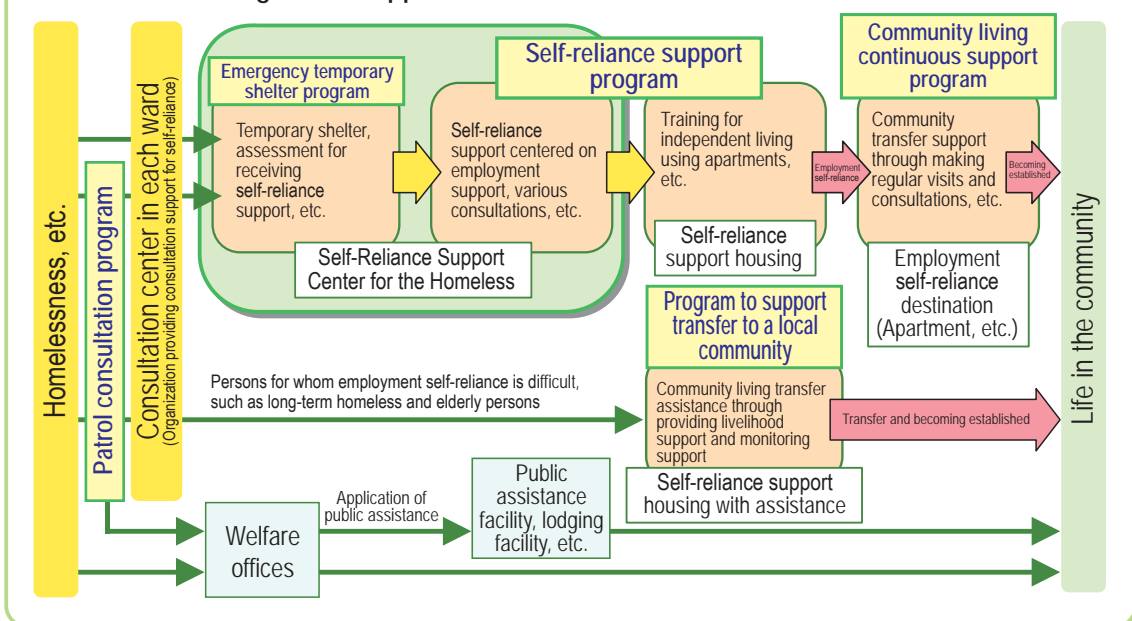 Homelessness, etc.
Patrol consultation program
Consultation center in each ward
(Organization providing consultation support for self-reliance)
Emergency temporary
shelter program
Temporary shelter,
assessment for
receiving
self-reliance
support, etc.
Self-reliance support
program
Self-reliance
support centered on
employment
support, various
consultations, etc.
Self-Reliance Support
Center for the Homeless
Training for
independent living
using apartments,
etc.
Self-reliance
support housing
Employment
self-reliance
Community living
continuous support
program
Community
transfer support
through making
regular visits and
consultations, etc.
Becoming
established
Employment
self-reliance
destination
(Apartment, etc.)
Program to support
transfer to a local
community
Persons for whom employment self-reliance is difficult,
such as long-term homeless and elderly persons
Community living transfer
assistance through
providing livelihood
support and monitoring
support
Transfer and becoming established
Self-reliance support
housing with assistance
Welfare
offices
Application of
public assistance
Public
assistance
facility, lodging
facility, etc.
Life in the community